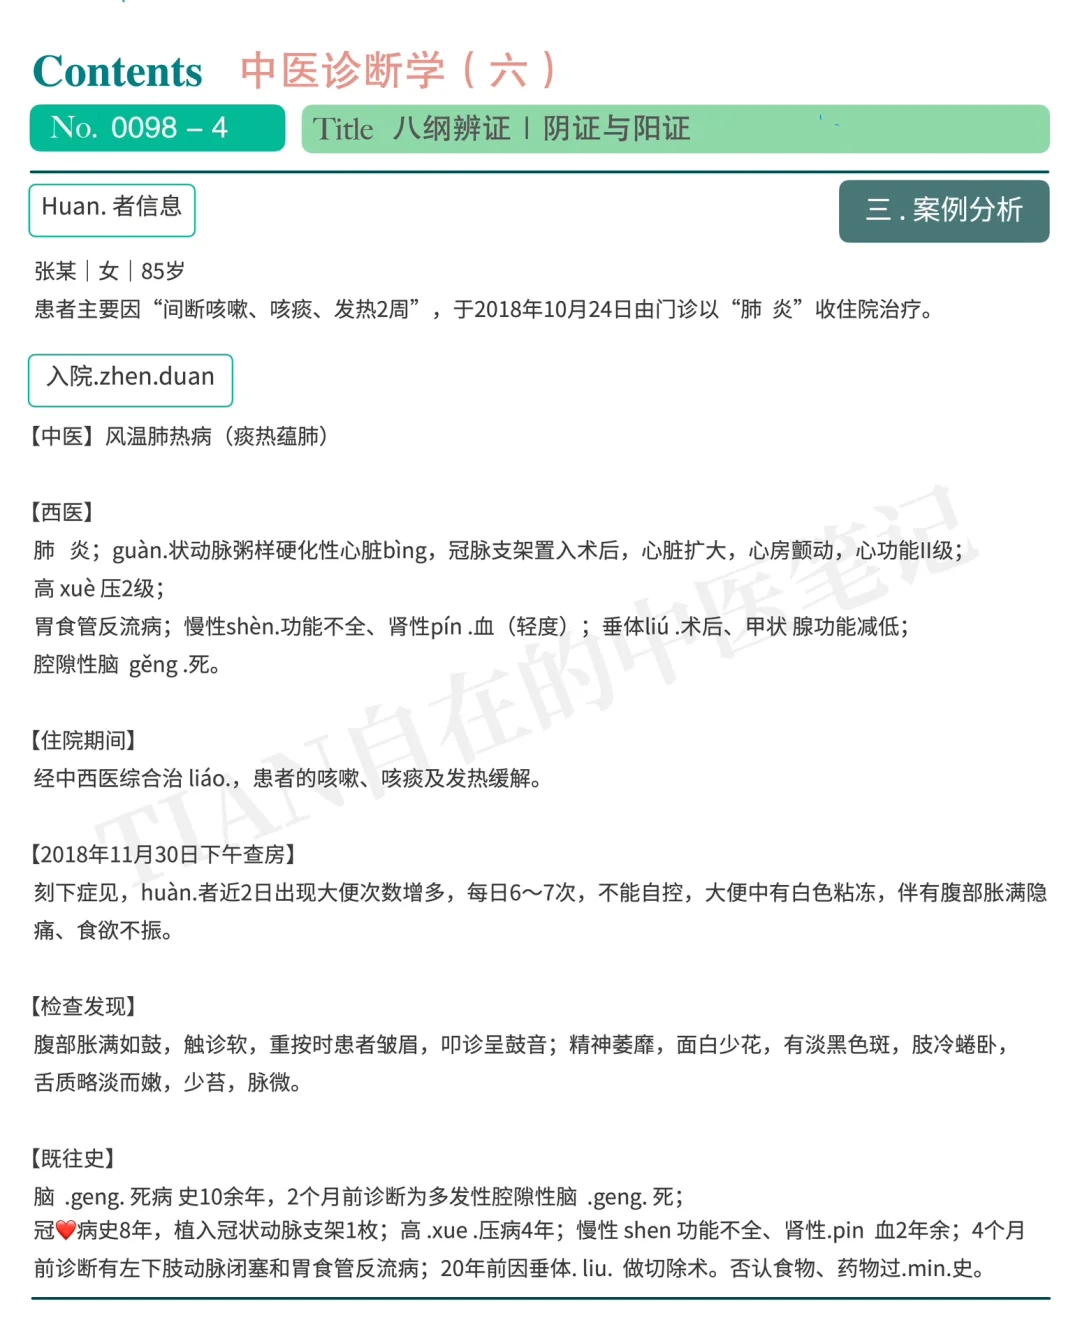 Contents 中医诊断学（六）
No. 0098 – 4
Title 八纲辨证 | 阴证与阳证
Huan. 者信息
三 . 案例分析
张某｜女｜85岁
患者主要因“间断咳嗽、咳痰、发热2周”，于2018年10月24日由门诊以“肺 炎”收住院治疗。
入院.zhen.duan
【中医】风温肺热病（痰热蕴肺）
【西医】
肺 炎；guàn.状动脉粥样硬化性心脏bìng，冠脉支架置入术后，心脏扩大，心房颤动，心功能II级；
高 xuè 压2级；
胃食管反流病；慢性shèn.功能不全、肾性pín .血（轻度）；垂体liú .术后、甲状 腺功能减低；
腔隙性脑 gěng .死。
【住院期间】
经中西医综合治 liáo.，患者的咳嗽、咳痰及发热缓解。
【2018年11月30日下午查房】
刻下症见，huàn.者近2日出现大便次数增多，每日6～7次，不能自控，大便中有白色粘冻，伴有腹部胀满隐
痛、食欲不振。
【检查发现】
腹部胀满如鼓，触诊软，重按时患者皱眉，叩诊呈鼓音；精神萎靡，面白少花，有淡黑色斑，肢冷蜷卧，
舌质略淡而嫩，少苔，脉微。
【既往史】
脑 .geng. 死病 史10余年，2个月前诊断为多发性腔隙性脑 .geng. 死；
冠❤️病史8年，植入冠状动脉支架1枚；高 .xue .压病4年；慢性 shen 功能不全、肾性.pin 血2年余；4个月
前诊断有左下肢动脉闭塞和胃食管反流病；20年前因垂体. liu. 做切除术。否认食物、药物过.min.史。
TIAN自在的中医笔记